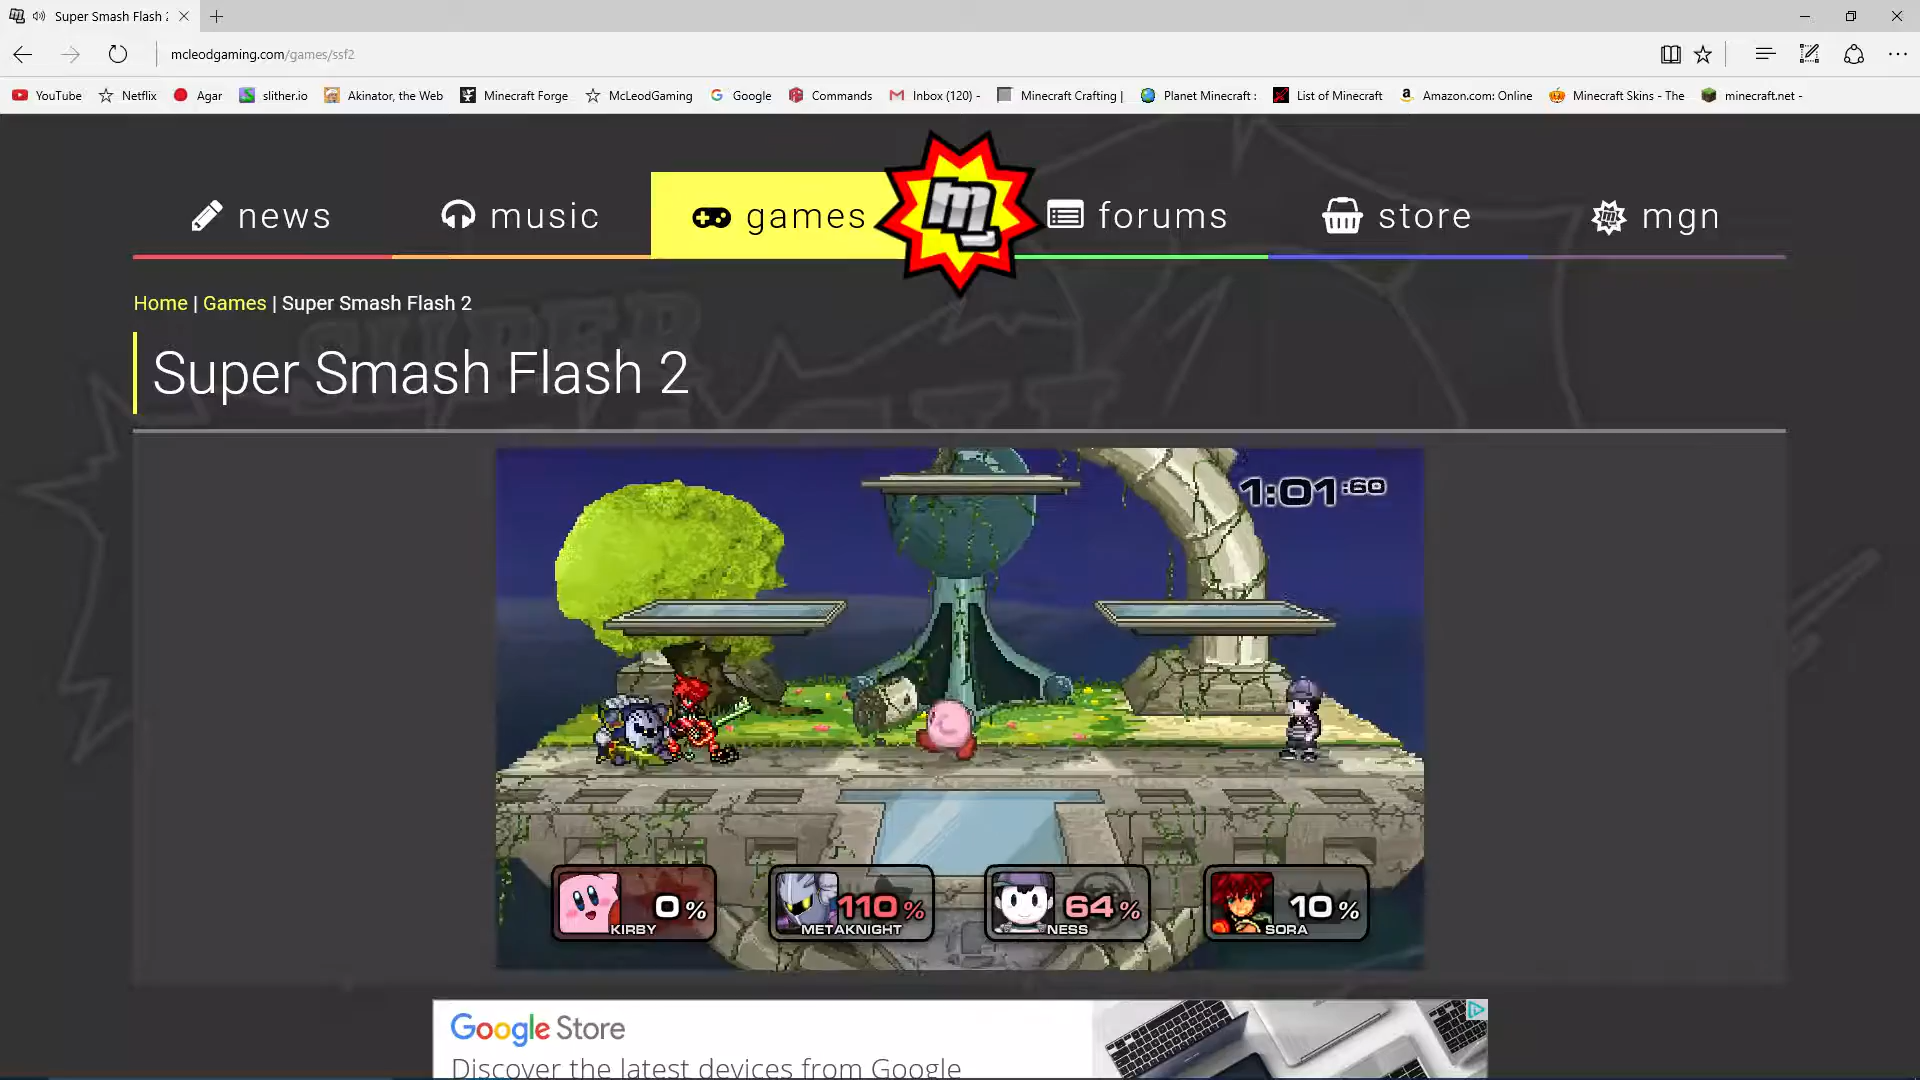 Super Smash Flash 2
mcleodgaming.com/games/ssf2
YouTube Netflix Agar slither.io Akinator, the Web Minecraft Forge McLeodGaming Google Commands Inbox (120) - Minecraft Crafting | Planet Minecraft : List of Minecraft Amazon.com: Online Minecraft Skins - The minecraft.net -
news music games m forums store mgn
Home | Games | Super Smash Flash 2
Super Smash Flash 2
1:01:60
0% 110% 64% 10%
KIRBY METAKNIGHT NESS SORA
Google Store
Discover the latest devices from Google